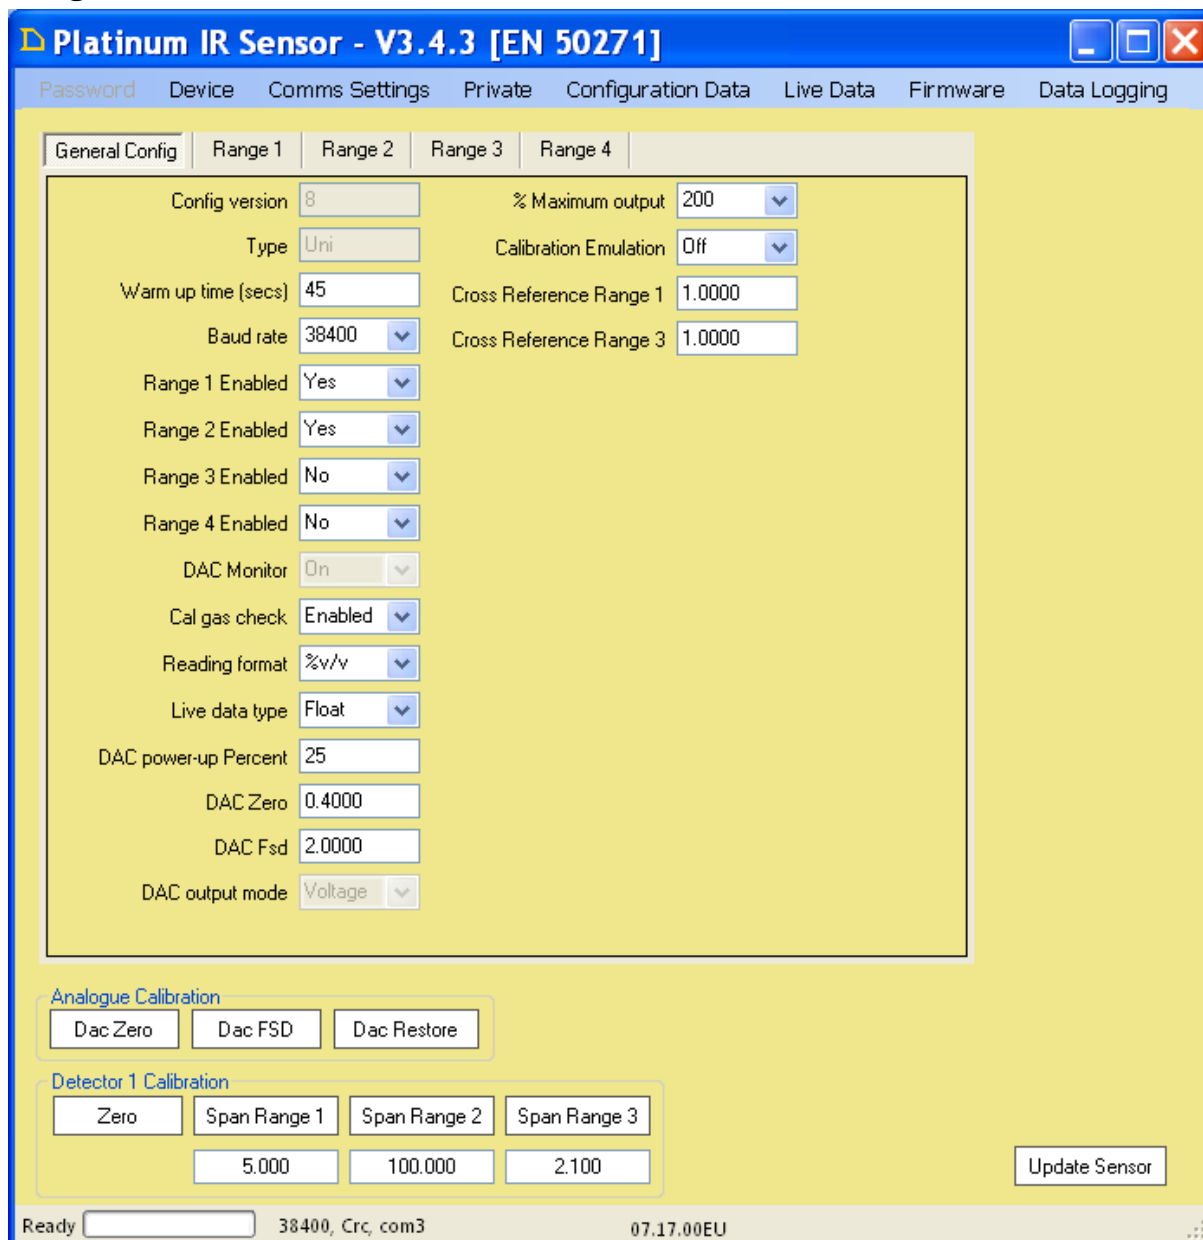 Platinum IR Sensor - V3.4.3 [EN 50271]
Password Device Comms Settings Private Configuration Data Live Data Firmware Data Logging
General Config Range 1 Range 2 Range 3 Range 4
Config version 8 % Maximum output 200
Type Uni Calibration Emulation Off
Warm up time (secs) 45 Cross Reference Range 1 1.0000
Baud rate 38400 Cross Reference Range 3 1.0000
Range 1 Enabled Yes
Range 2 Enabled Yes
Range 3 Enabled No
Range 4 Enabled No
DAC Monitor On
Cal gas check Enabled
Reading format %v/v
Live data type Float
DAC power-up Percent 25
DAC Zero 0.4000
DAC Fsd 2.0000
DAC output mode Voltage
Analogue Calibration
Dac Zero Dac FSD Dac Restore
Detector 1 Calibration
Zero Span Range 1 Span Range 2 Span Range 3
5.000 100.000 2.100 Update Sensor
Ready 38400, Crc, com3 07.17.00EU